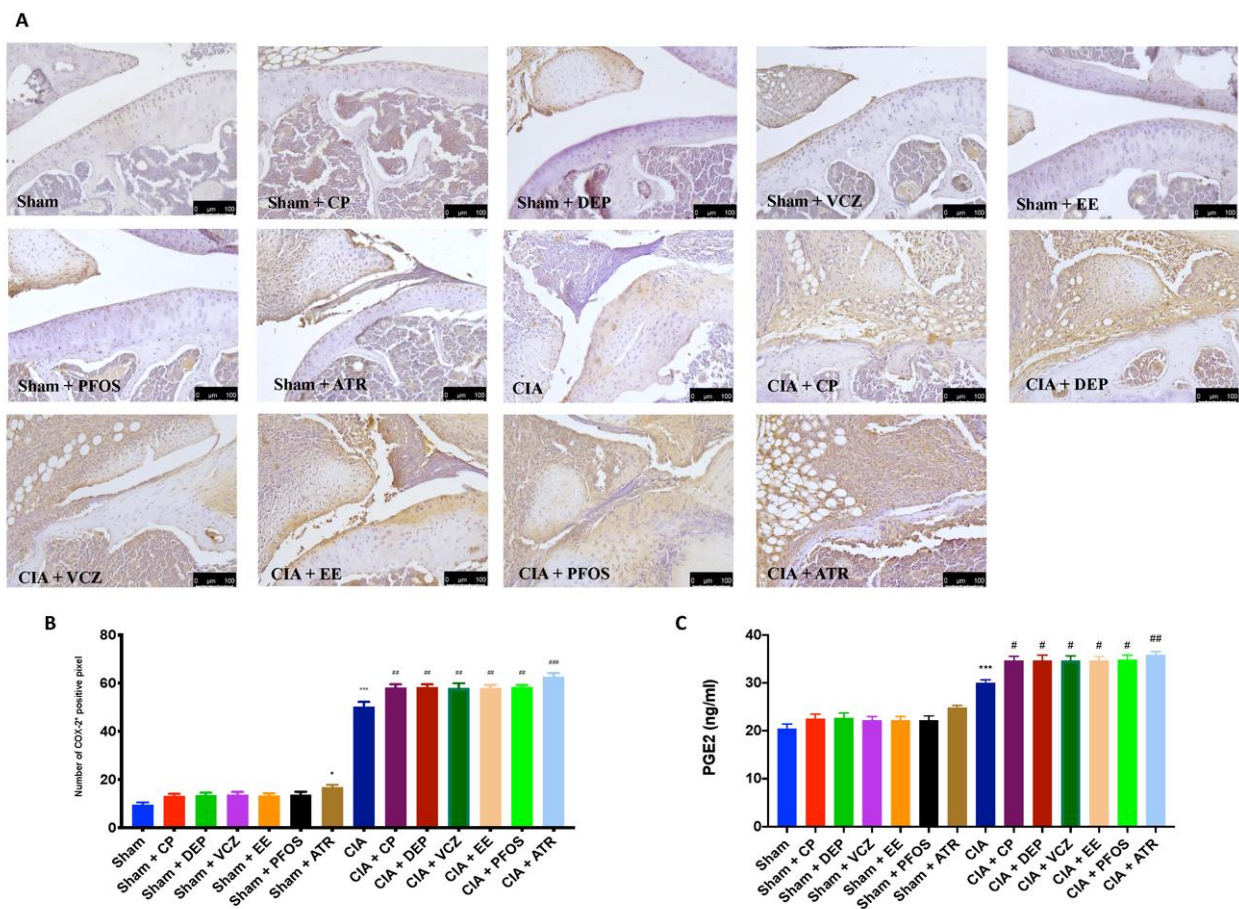 A
Sham
0 µm 100
Sham + CP
0 µm 100
Sham + DEP
0 µm 100
Sham + VCZ
0 µm 100
Sham + EE
0 µm 100
Sham + PFOS
0 µm 100
Sham + ATR
0 µm 100
CIA
0 µm 100
CIA + CP
0 µm 100
CIA + DEP
0 µm 100
CIA + VCZ
0 µm 100
CIA + EE
0 µm 100
CIA + PFOS
0 µm 100
CIA + ATR
0 µm 100
B
Number of COX-2⁺ positive pixel
80
60
40
20
0
*
***
##
##
##
##
##
###
Sham
Sham + CP
Sham + DEP
Sham + VCZ
Sham + EE
Sham + PFOS
Sham + ATR
CIA
CIA + CP
CIA + DEP
CIA + VCZ
CIA + EE
CIA + PFOS
CIA + ATR
C
PGE2 (ng/ml)
40
30
20
10
0
***
#
#
#
#
#
##
Sham
Sham + CP
Sham + DEP
Sham + VCZ
Sham + EE
Sham + PFOS
Sham + ATR
CIA
CIA + CP
CIA + DEP
CIA + VCZ
CIA + EE
CIA + PFOS
CIA + ATR